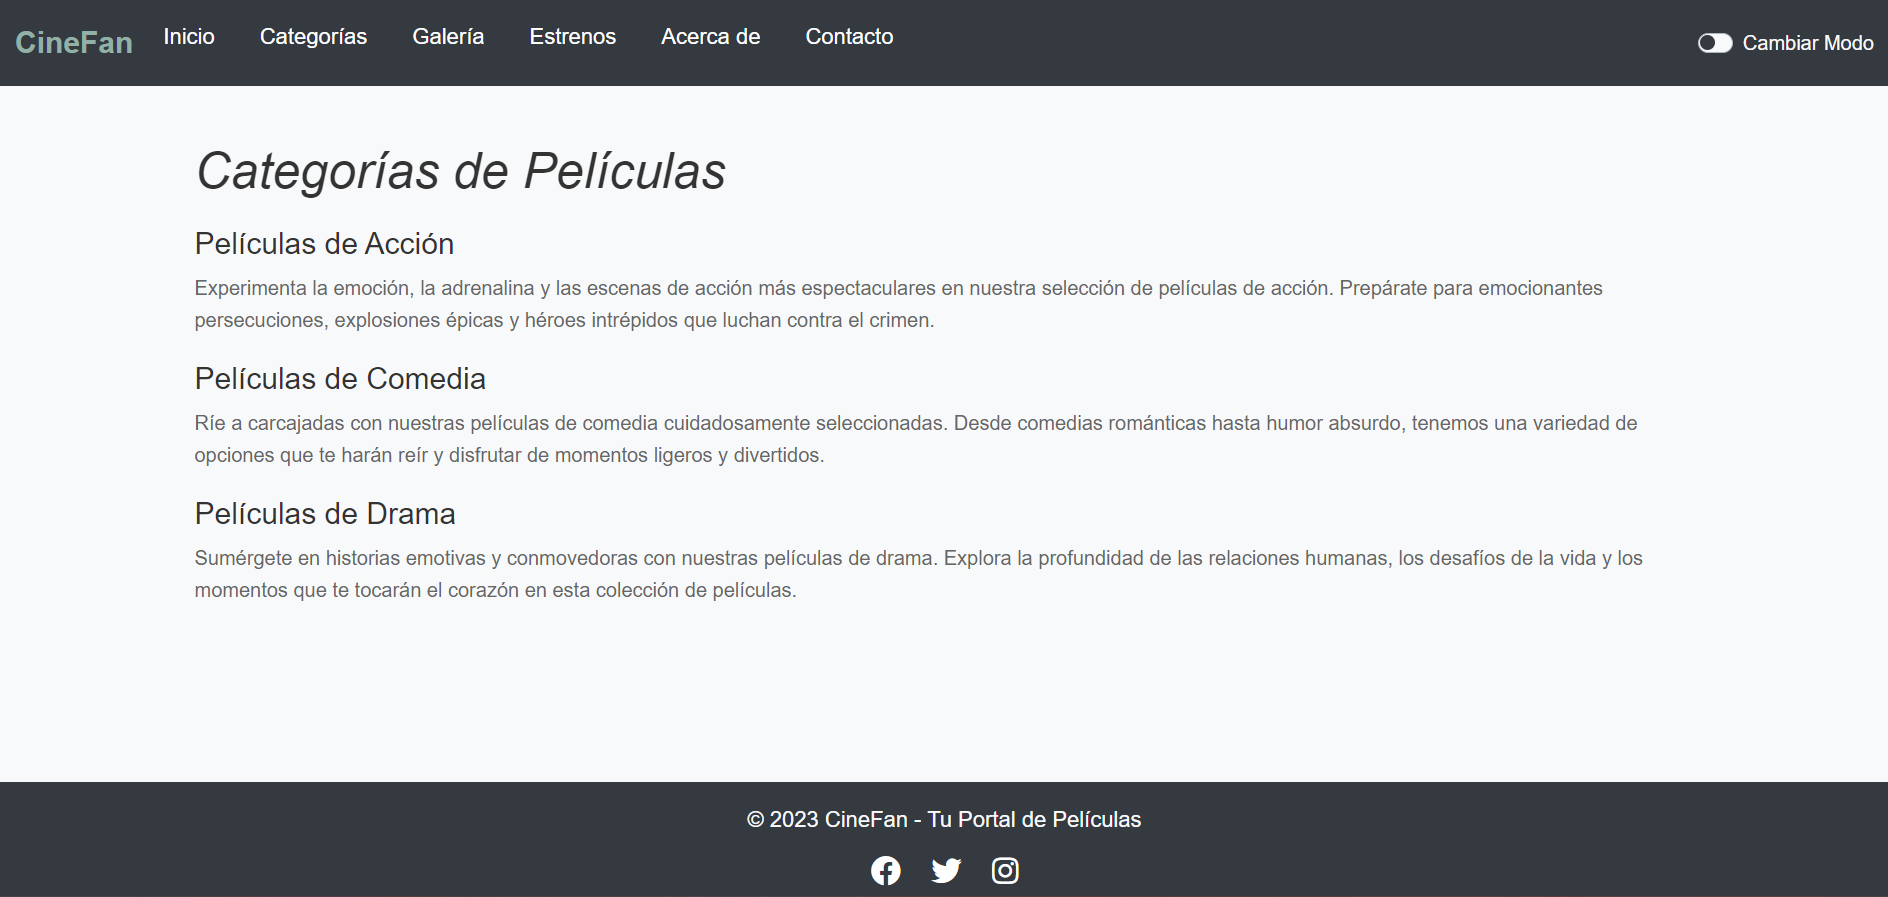 CineFan Inicio Categorías Galería Estrenos Acerca de Contacto Cambiar Modo
Categorías de Películas
Películas de Acción
Experimenta la emoción, la adrenalina y las escenas de acción más espectaculares en nuestra selección de películas de acción. Prepárate para emocionantes
persecuciones, explosiones épicas y héroes intrépidos que luchan contra el crimen.
Películas de Comedia
Ríe a carcajadas con nuestras películas de comedia cuidadosamente seleccionadas. Desde comedias románticas hasta humor absurdo, tenemos una variedad de
opciones que te harán reír y disfrutar de momentos ligeros y divertidos.
Películas de Drama
Sumérgete en historias emotivas y conmovedoras con nuestras películas de drama. Explora la profundidad de las relaciones humanas, los desafíos de la vida y los
momentos que te tocarán el corazón en esta colección de películas.
© 2023 CineFan - Tu Portal de Películas